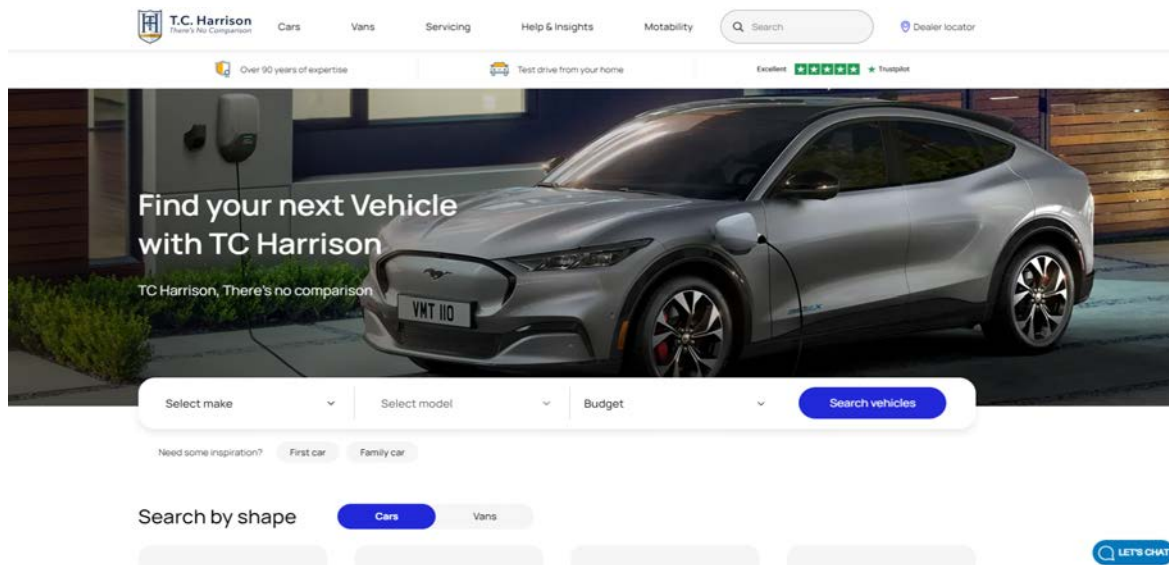 T.C. Harrison
There's No Comparison
Cars
Vans
Servicing
Help & Insights
Motability
Search
Dealer locator
Over 90 years of expertise
Test drive from your home
Excellent
Trustpilot
Find your next Vehicle
with TC Harrison
TC Harrison, There's no comparison
VMT 110
Select make
Select model
Budget
Search vehicles
Need some inspiration?
First car
Family car
Search by shape
Cars
Vans
LET'S CHAT